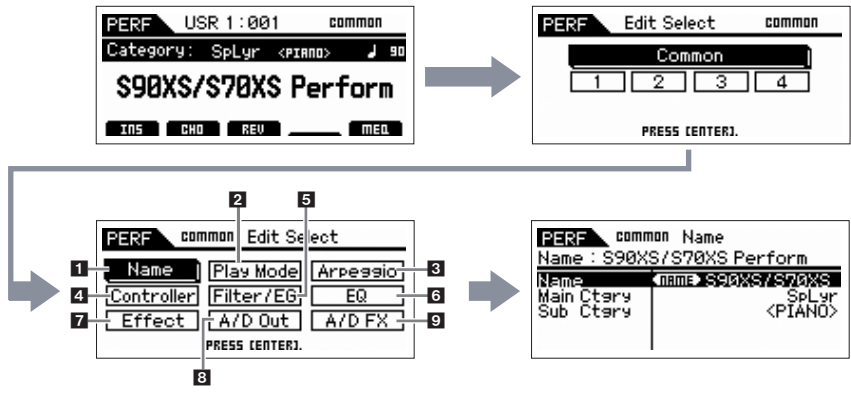 PERF USR 1:001 common
Category: SpLyr <PIANO> ♩ 90
S90XS/S70XS Perform
INS CHO REV MEQ
PERF Edit Select common
Common
1 2 3 4
PRESS [ENTER].
2 5
PERF common Edit Select
1 Name Play Mode Arpeggio 3
4 Controller Filter/EG EQ 6
7 Effect A/D Out A/D FX 9
PRESS [ENTER].
8
PERF common Name
Name : S90XS/S70XS Perform
Name NAME S90XS/S70XS
Main Ctgry SpLyr
Sub Ctgry <PIANO>